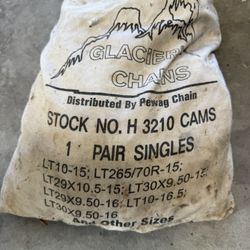 GLACIER
CHAINS
Distributed By Pewag Chain
STOCK NO. H 3210 CAMS
1 PAIR SINGLES
LT10-15; LT265/70R-15;
LT29X10.5-15; LT30X9.50-15;
LT29X9.50-16; LT10-16.5;
LT30X9.50-16
And Other Sizes